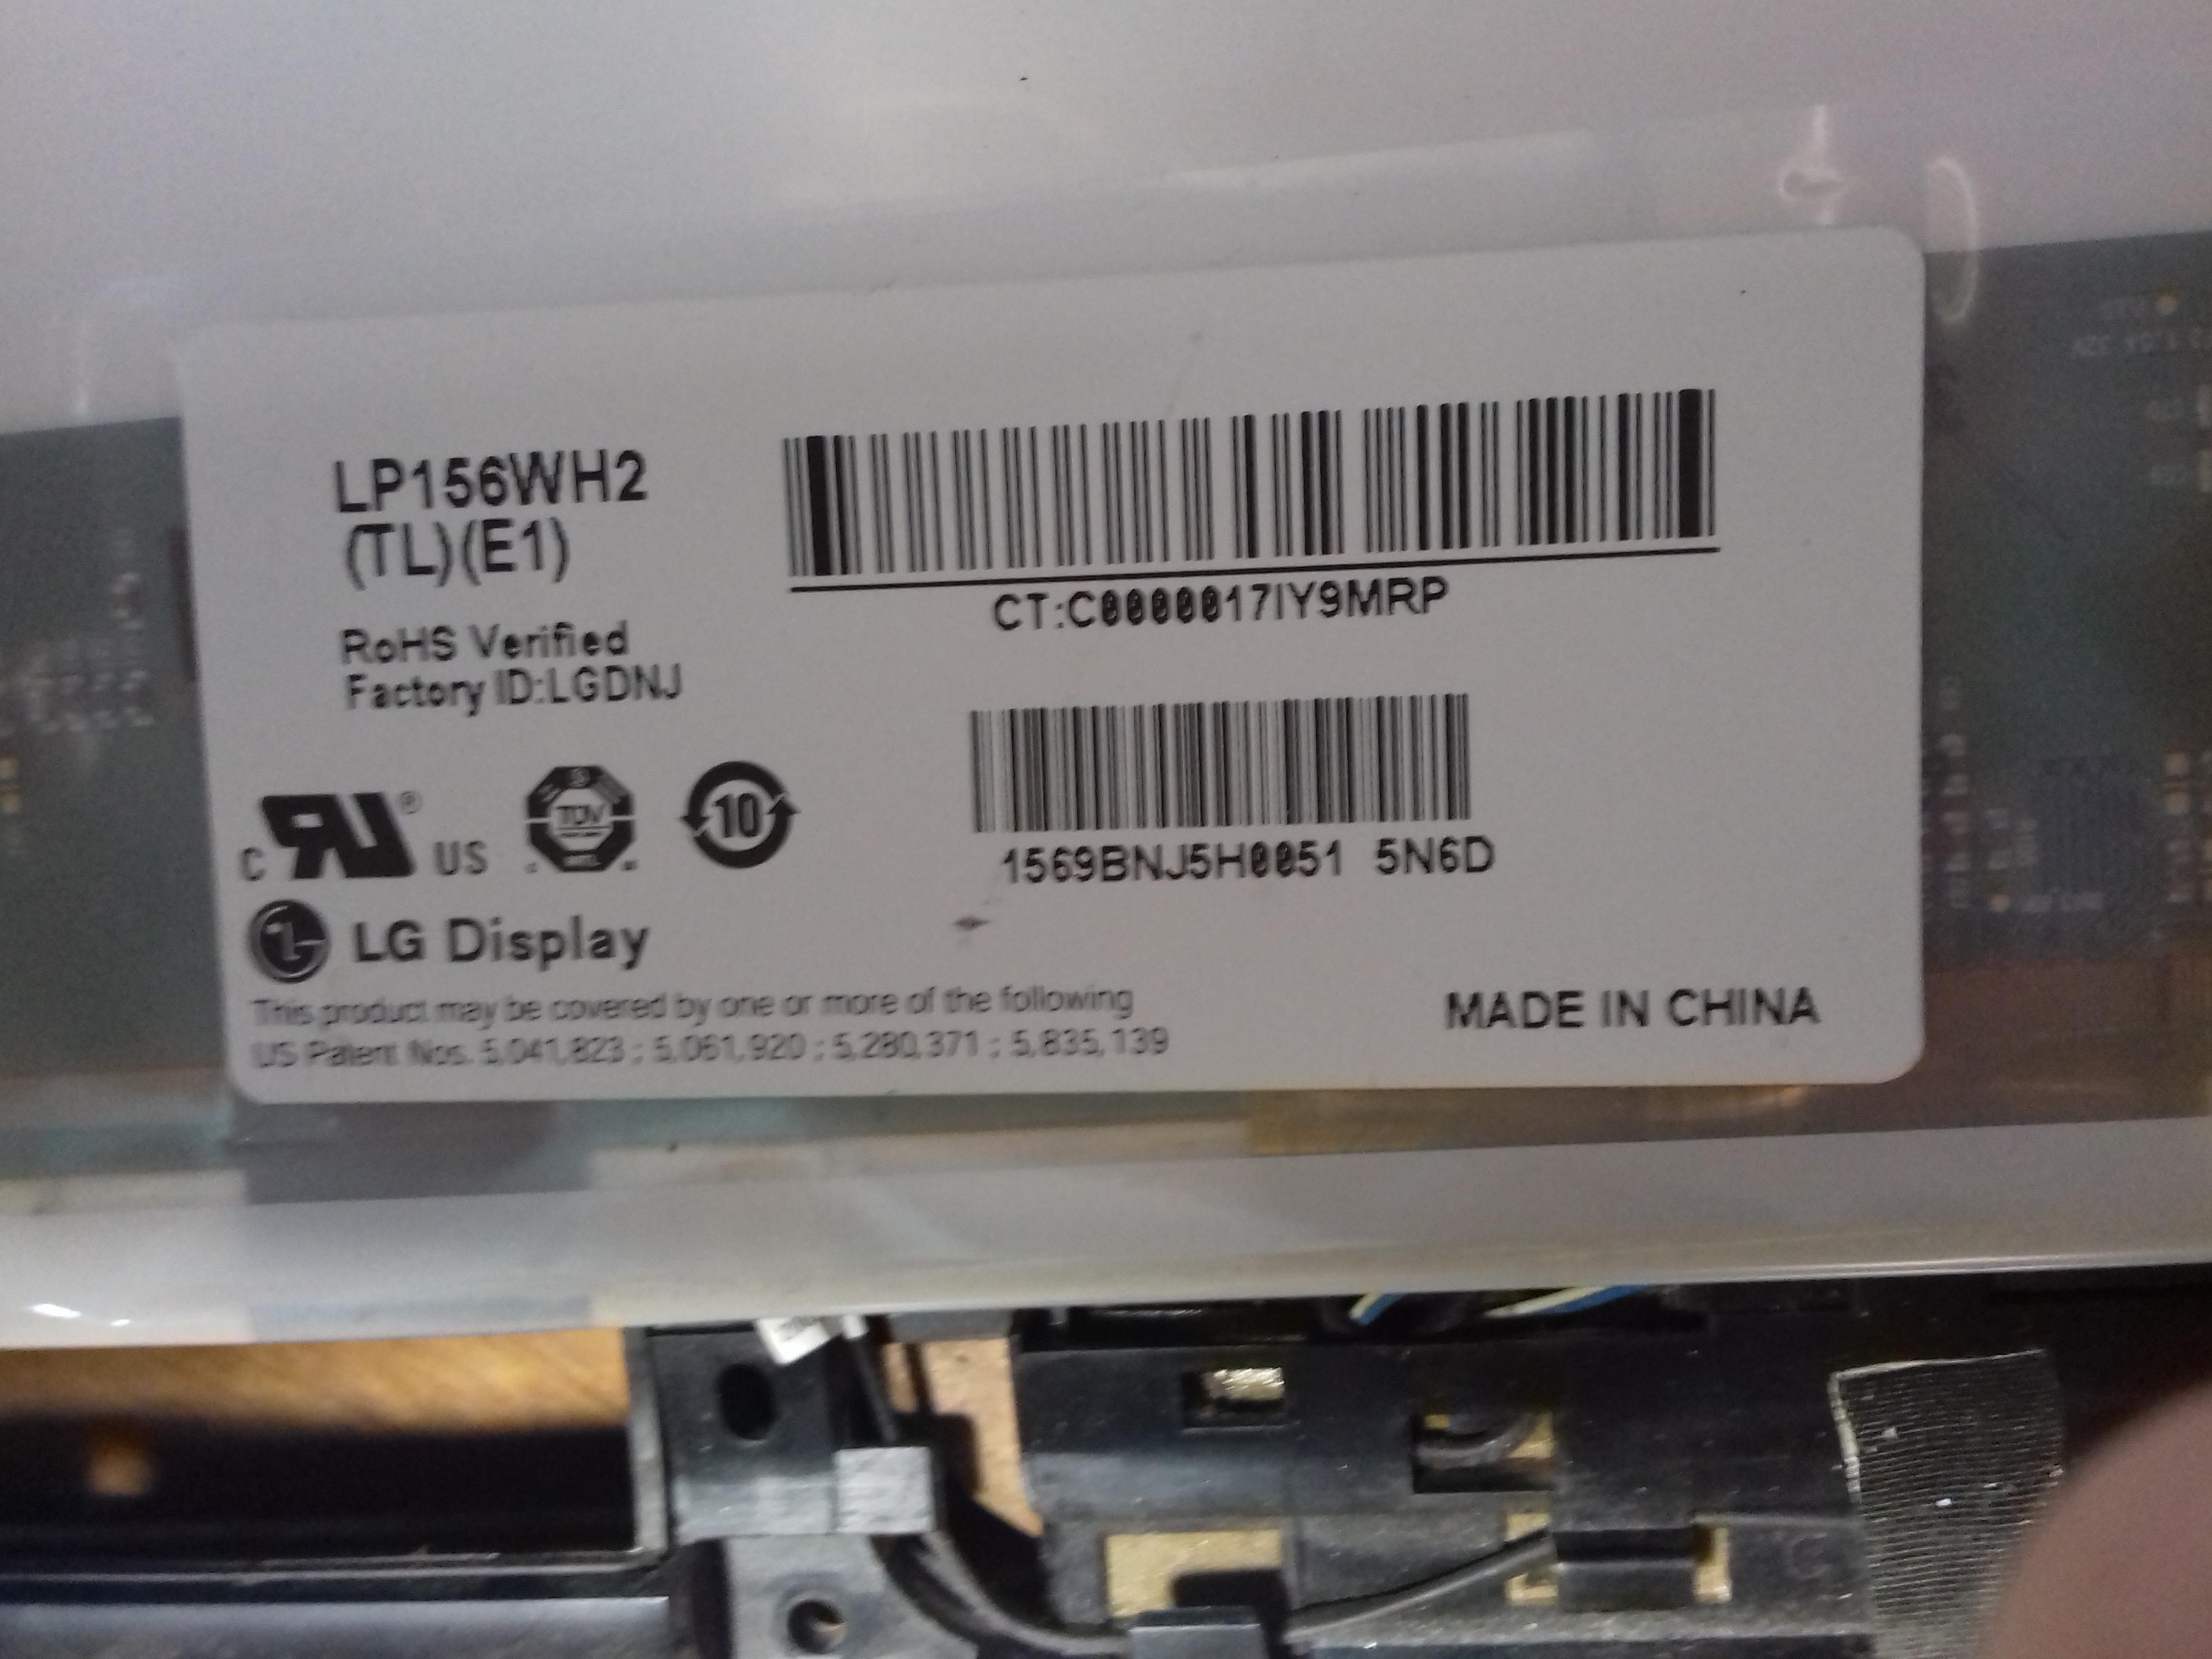 LP156WH2
(TL)(E1)
CT:C0000017IY9MRP
RoHS Verified
Factory ID:LGDNJ
1569BNJ5H0051 5N6D
C RU ® US
TÜV
10
LG Display
This product may be covered by one or more of the following
US Patent Nos. 5,041,823 ; 5,061,920 ; 5,280,371 ; 5,835,139
MADE IN CHINA